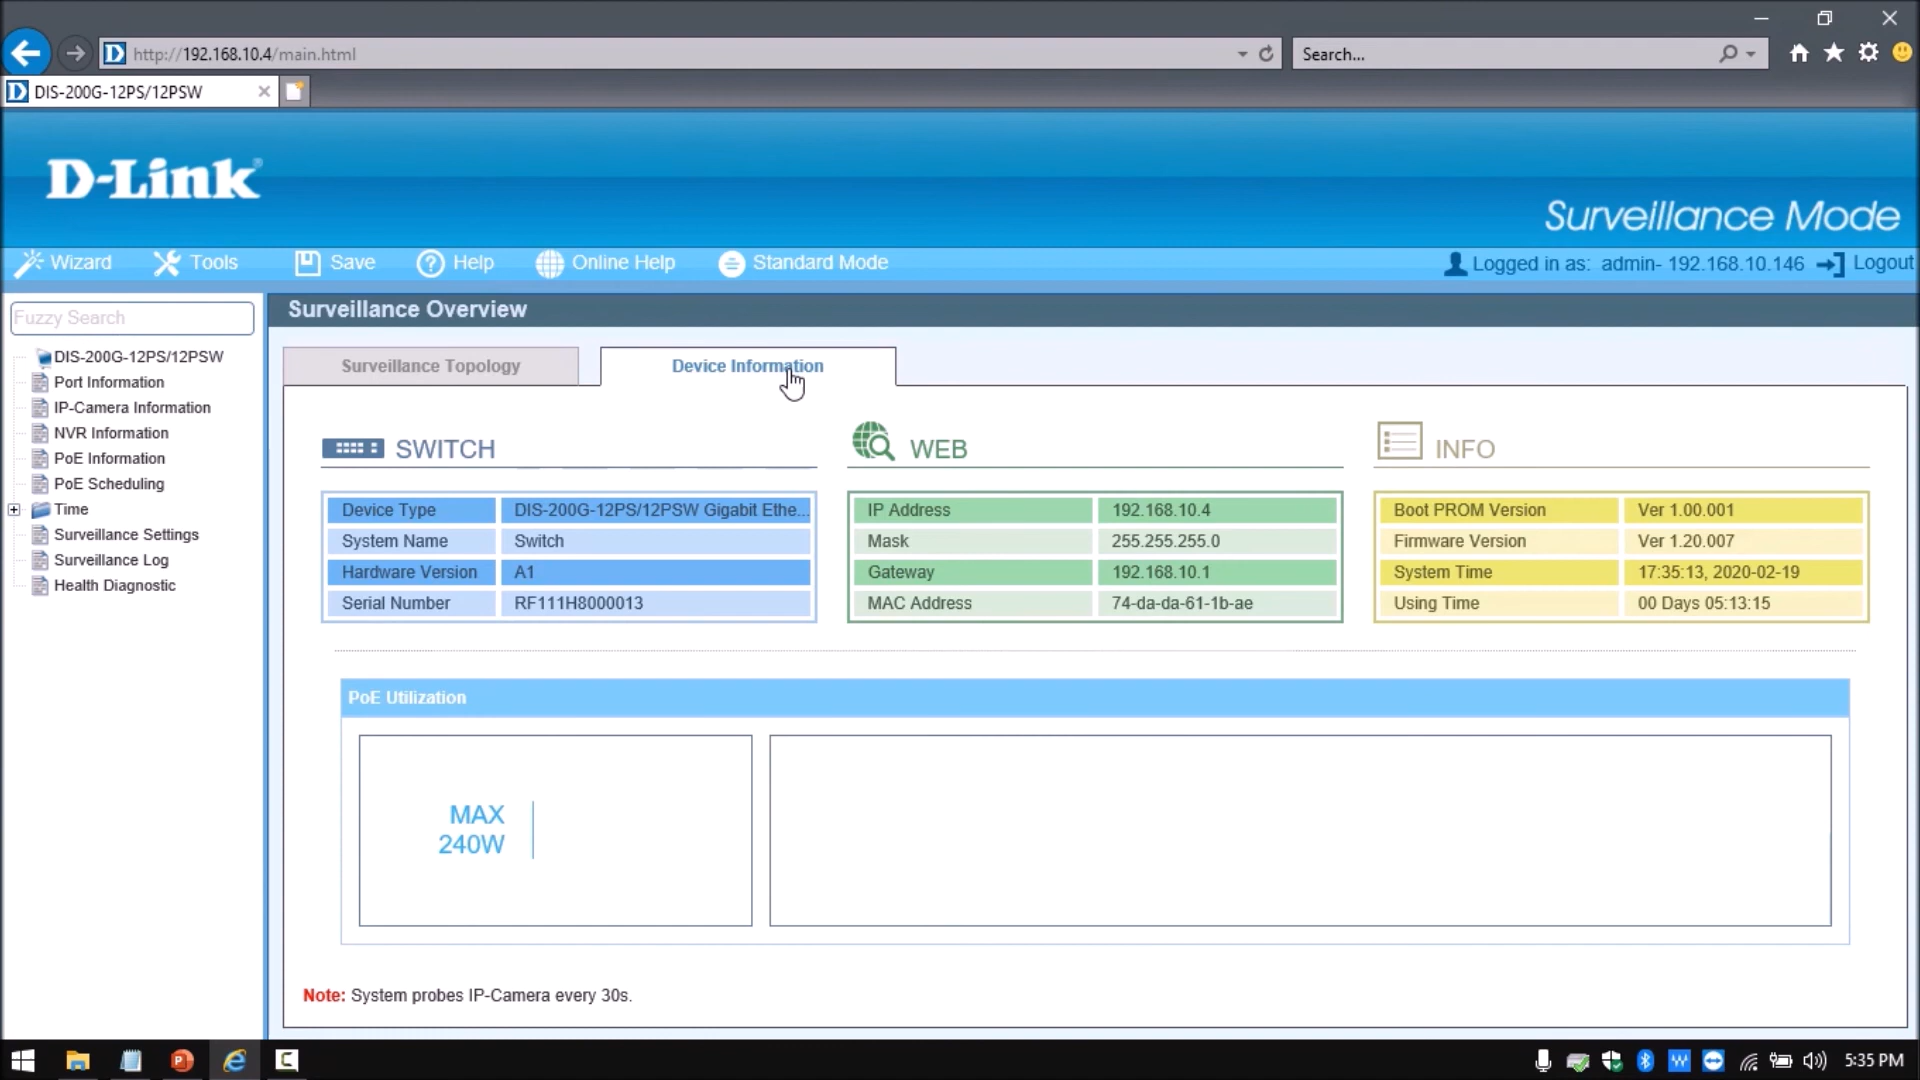 http://192.168.10.4/main.html
Search...
DIS-200G-12PS/12PSW
D-Link
Surveillance Mode
Wizard Tools Save Help Online Help Standard Mode
Logged in as: admin- 192.168.10.146 Logout
Fuzzy Search
DIS-200G-12PS/12PSW
Port Information
IP-Camera Information
NVR Information
PoE Information
PoE Scheduling
Time
Surveillance Settings
Surveillance Log
Health Diagnostic
Surveillance Overview
Surveillance Topology Device Information
SWITCH
Device Type DIS-200G-12PS/12PSW Gigabit Ethe...
System Name Switch
Hardware Version A1
Serial Number RF111H8000013
WEB
IP Address 192.168.10.4
Mask 255.255.255.0
Gateway 192.168.10.1
MAC Address 74-da-da-61-1b-ae
INFO
Boot PROM Version Ver 1.00.001
Firmware Version Ver 1.20.007
System Time 17:35:13, 2020-02-19
Using Time 00 Days 05:13:15
PoE Utilization
MAX
240W
Note: System probes IP-Camera every 30s.
5:35 PM